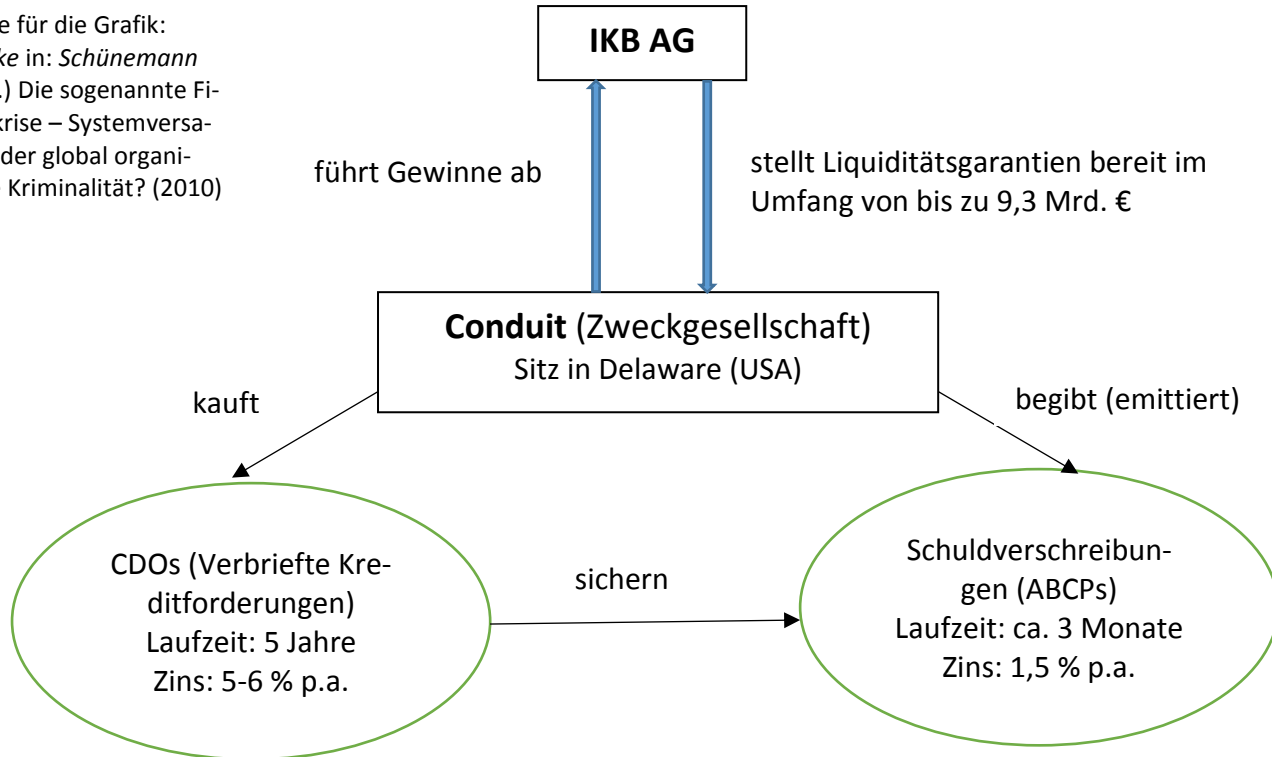 e für die Grafik:
ke in: Schünemann
.) Die sogenannte Fi-
krise – Systemversa-
der global organi-
Kriminalität? (2010)
IKB AG
führt Gewinne ab
stellt Liquiditätsgarantien bereit im
Umfang von bis zu 9,3 Mrd. €
Conduit (Zweckgesellschaft)
Sitz in Delaware (USA)
kauft
begibt (emittiert)
CDOs (Verbriefte Kre-
ditforderungen)
Laufzeit: 5 Jahre
Zins: 5-6 % p.a.
sichern
Schuldverschreibun-
gen (ABCPs)
Laufzeit: ca. 3 Monate
Zins: 1,5 % p.a.